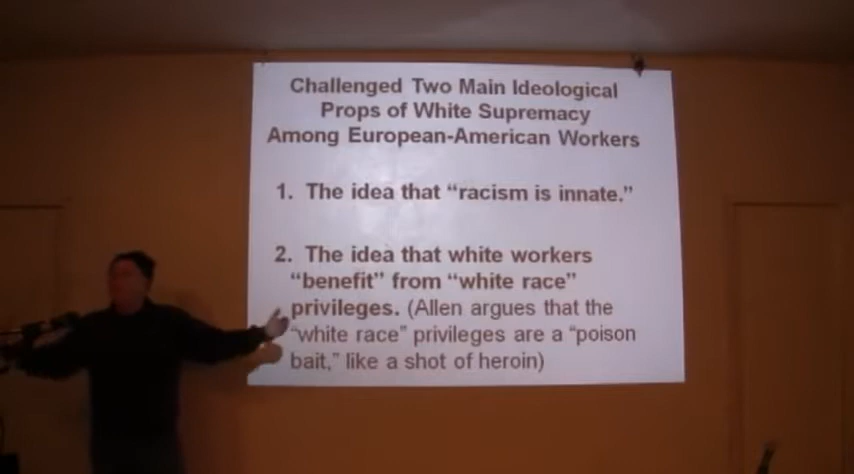 Challenged Two Main Ideological
Props of White Supremacy
Among European-American Workers
1. The idea that “racism is innate.”
2. The idea that white workers
“benefit” from “white race”
privileges. (Allen argues that the
“white race” privileges are a “poison
bait,” like a shot of heroin)